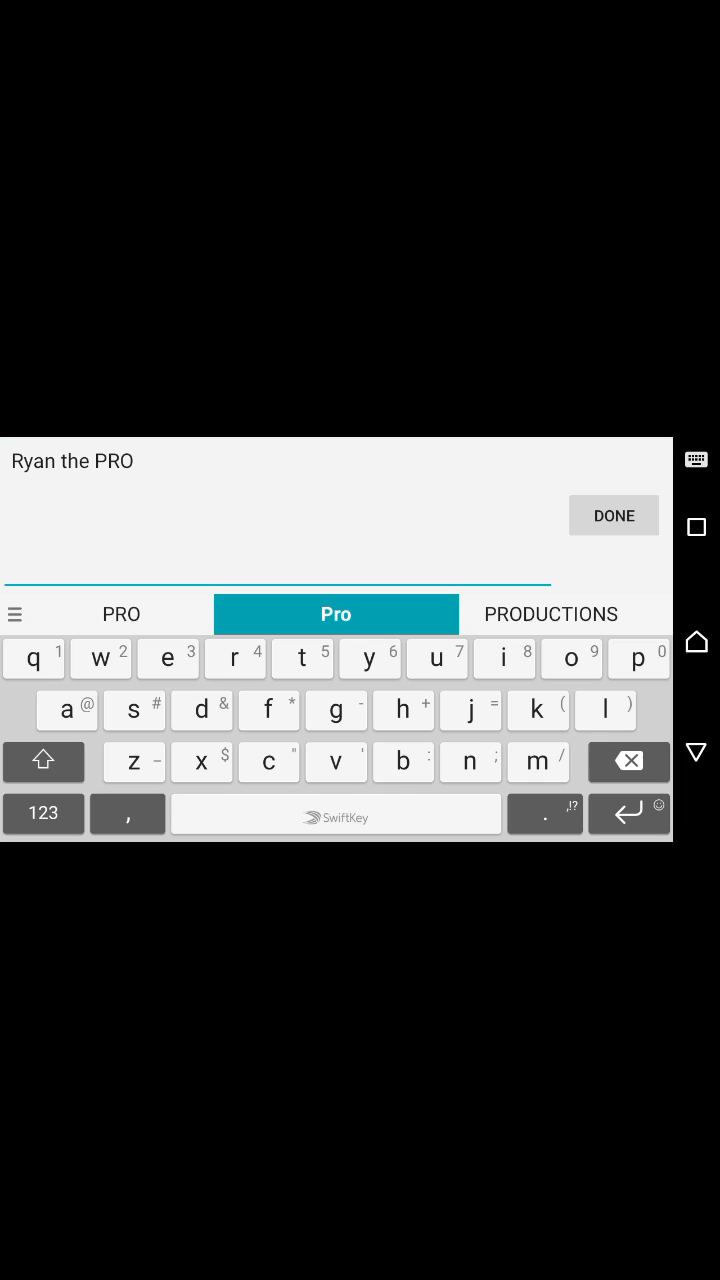 Ryan the PRO
DONE
PRO Pro PRODUCTIONS
q 1 w 2 e 3 r 4 t 5 y 6 u 7 i 8 o 9 p 0
a @ s # d & f * g - h + j = k ( l )
z _ x $ c " v ' b : n ; m /
123 , SwiftKey . ,!?